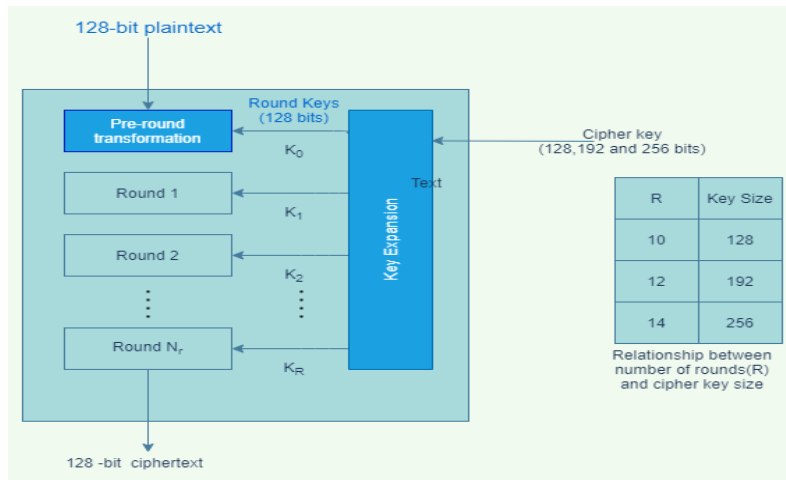 128-bit plaintext
Round Keys
(128 bits)
Pre-round
transformation
K0
Cipher key
(128,192 and 256 bits)
Text
Key Expansion
Round 1
K1
Round 2
K2
Round Nr
KR
128 -bit ciphertext
R Key Size
10 128
12 192
14 256
Relationship between
number of rounds(R)
and cipher key size